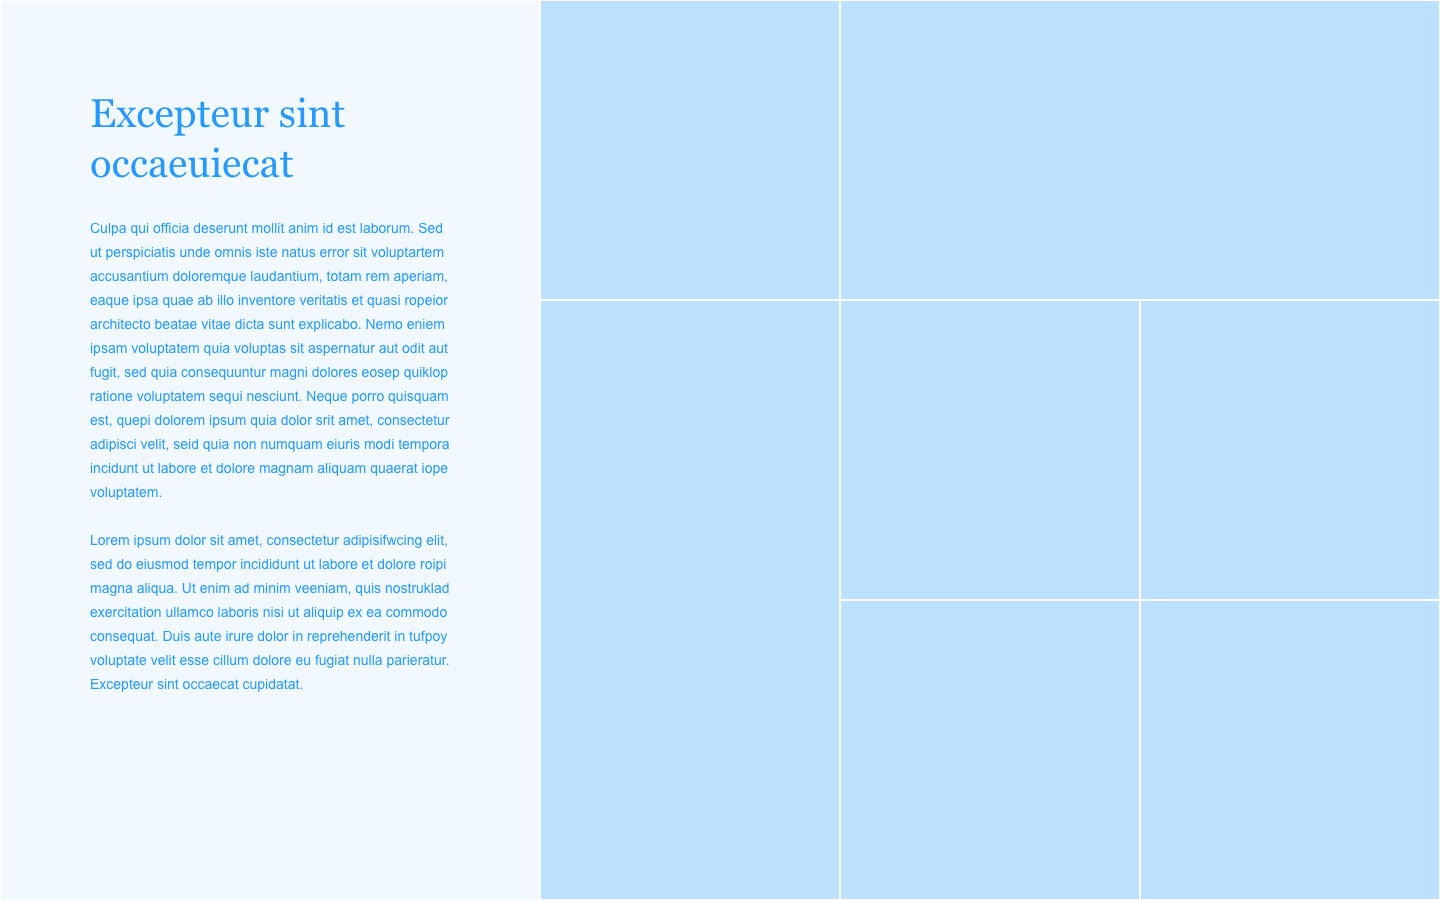 Excepteur sint
occaeuiecat
Culpa qui officia deserunt mollit anim id est laborum. Sed
ut perspiciatis unde omnis iste natus error sit voluptartem
accusantium doloremque laudantium, totam rem aperiam,
eaque ipsa quae ab illo inventore veritatis et quasi ropeior
architecto beatae vitae dicta sunt explicabo. Nemo eniem
ipsam voluptatem quia voluptas sit aspernatur aut odit aut
fugit, sed quia consequuntur magni dolores eosep quiklop
ratione voluptatem sequi nesciunt. Neque porro quisquam
est, quepi dolorem ipsum quia dolor srit amet, consectetur
adipisci velit, seid quia non numquam eiuris modi tempora
incidunt ut labore et dolore magnam aliquam quaerat iope
voluptatem.
Lorem ipsum dolor sit amet, consectetur adipisifwcing elit,
sed do eiusmod tempor incididunt ut labore et dolore roipi
magna aliqua. Ut enim ad minim veeniam, quis nostruklad
exercitation ullamco laboris nisi ut aliquip ex ea commodo
consequat. Duis aute irure dolor in reprehenderit in tufpoy
voluptate velit esse cillum dolore eu fugiat nulla parieratur.
Excepteur sint occaecat cupidatat.